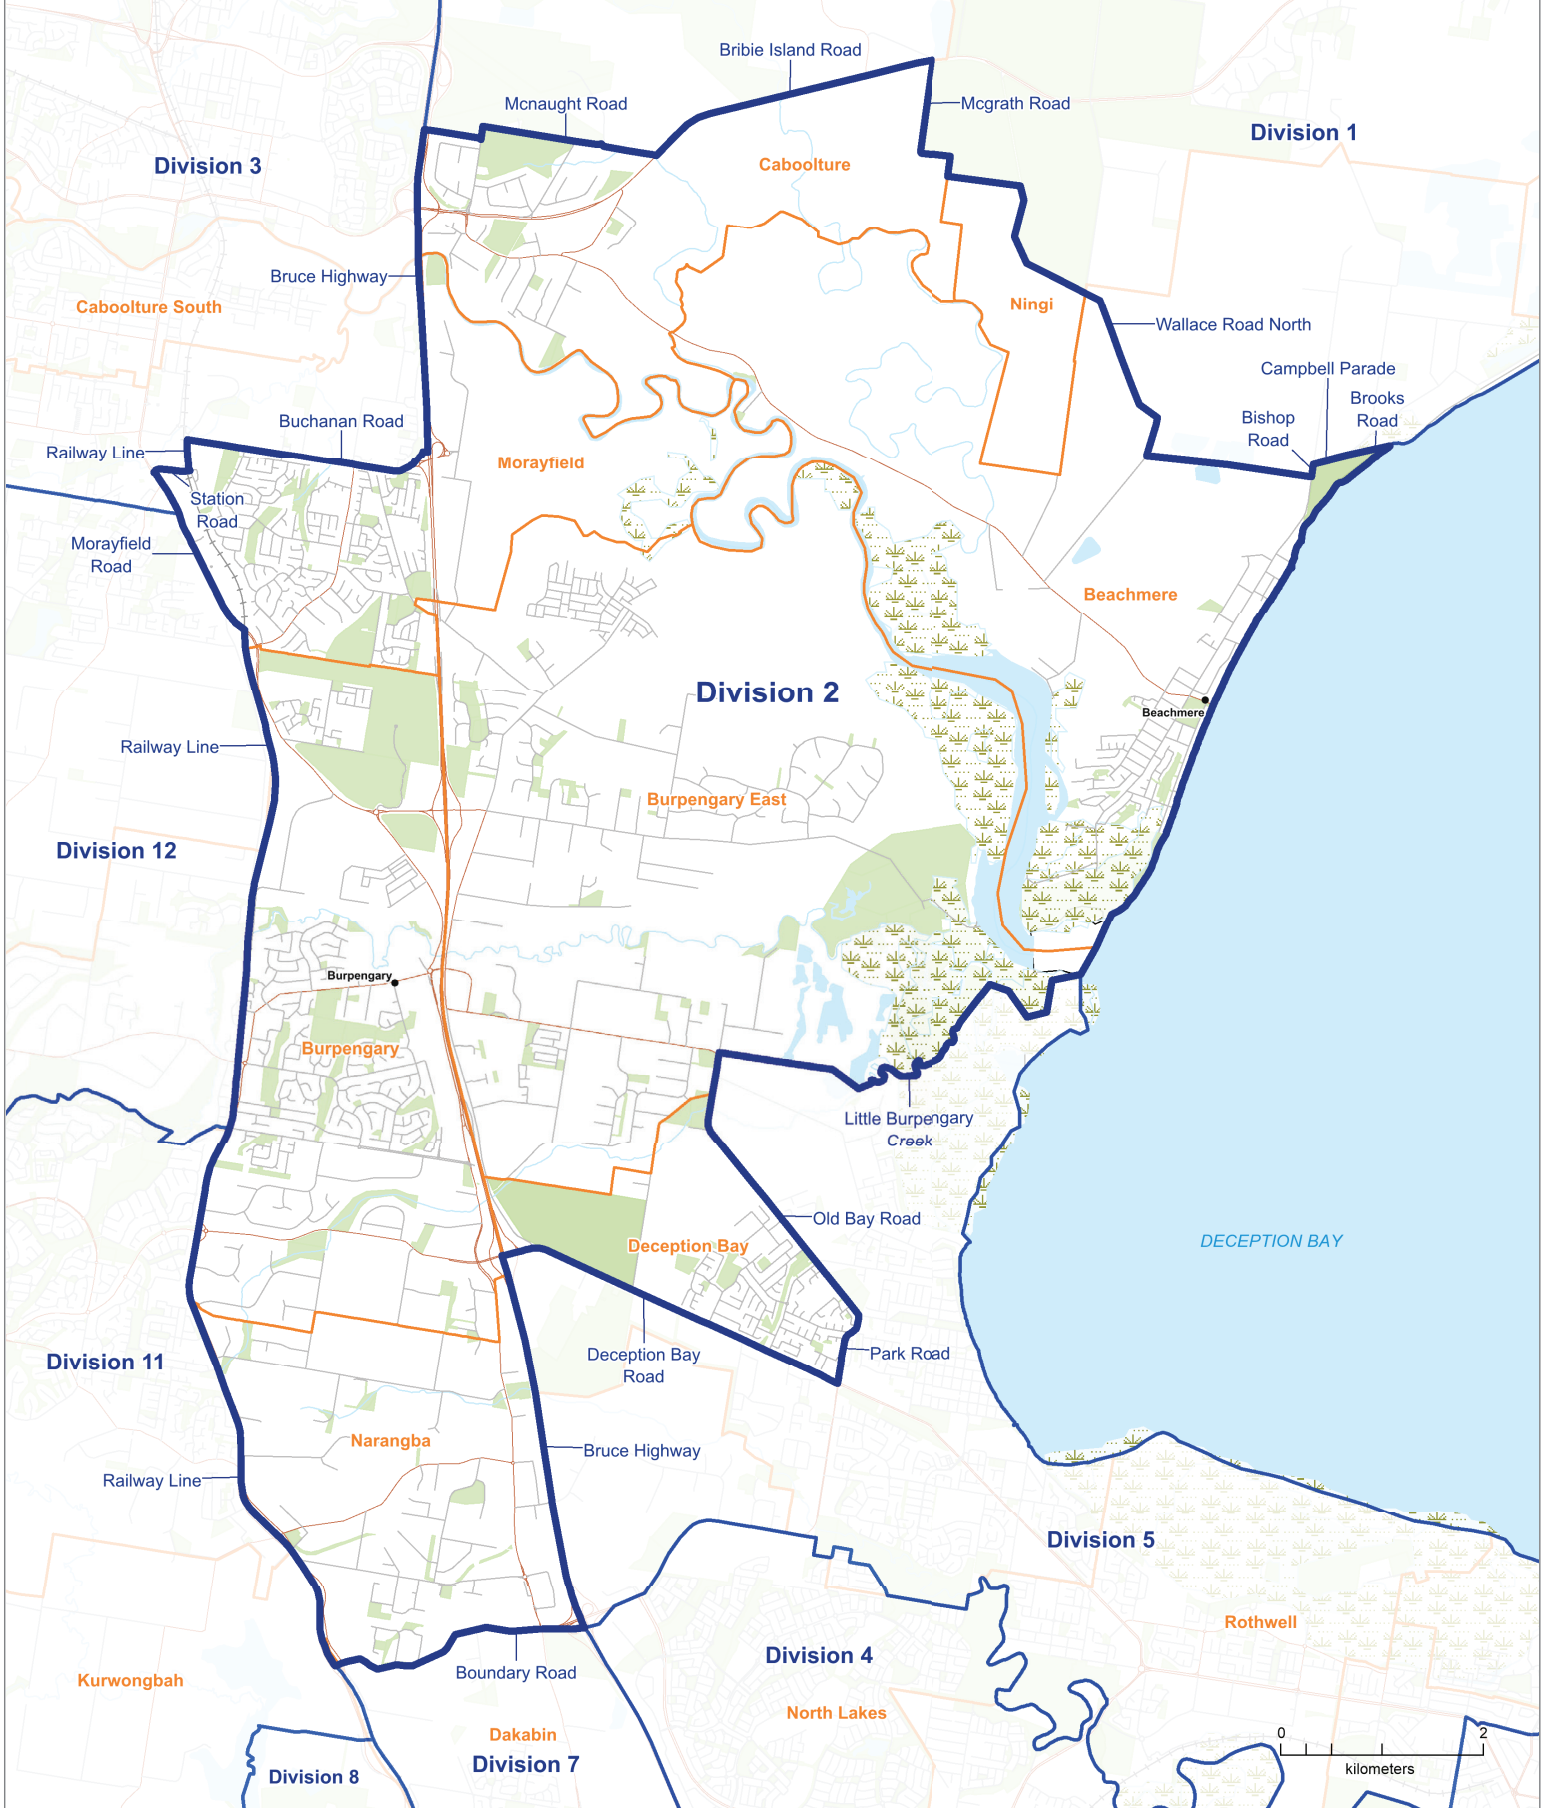 Bribie Island Road
Mcnaught Road
Mcgrath Road
Division 1
Division 3
Caboolture
Bruce Highway
Caboolture South
Ningi
Wallace Road North
Campbell Parade
Brooks
Road
Bishop
Road
Buchanan Road
Railway Line
Morayfield
Station
Road
Morayfield
Road
Beachmere
Division 2
Beachmere
Railway Line
Burpengary East
Division 12
Burpengary
Burpengary
Little Burpengary
Creek
Old Bay Road
Deception Bay
DECEPTION BAY
Deception Bay
Road
Park Road
Division 11
Narangba
Bruce Highway
Railway Line
Division 5
Rothwell
Division 4
Boundary Road
Kurwongbah
North Lakes
Dakabin
Division 7
Division 8
0 2
kilometers